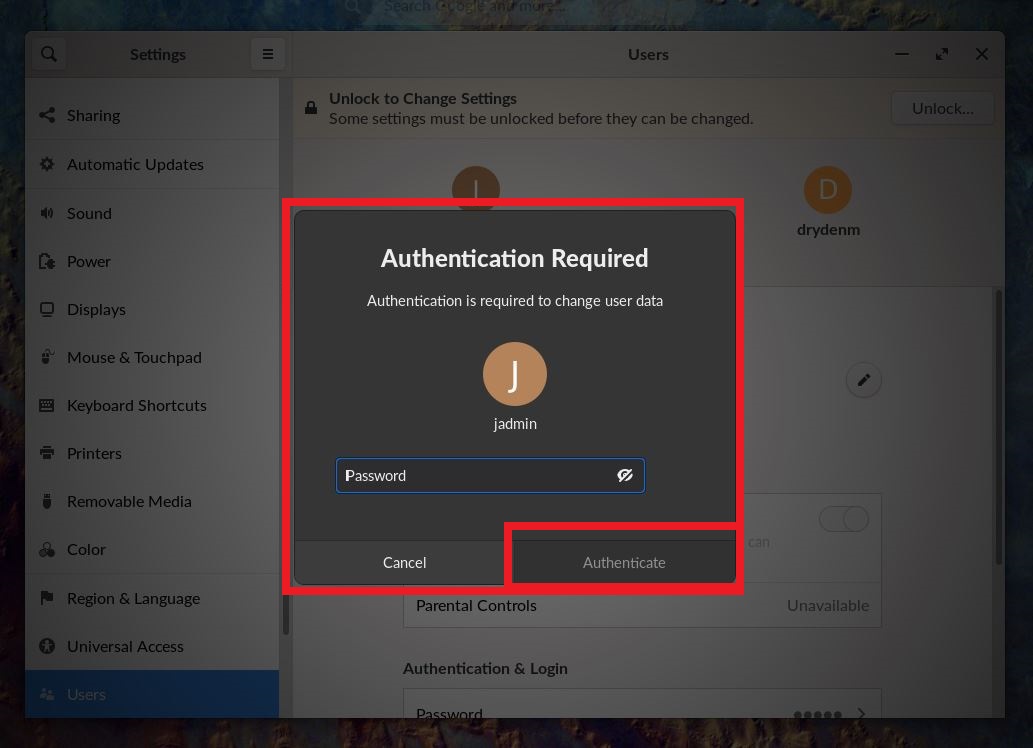 Search Google and more...
Settings
Users
Sharing
Automatic Updates
Sound
Power
Displays
Mouse & Touchpad
Keyboard Shortcuts
Printers
Removable Media
Color
Region & Language
Universal Access
Users
Unlock to Change Settings
Some settings must be unlocked before they can be changed.
Unlock...
J
D
drydenm
Authentication Required
Authentication is required to change user data
J
jadmin
Password
Cancel
Authenticate
can
Parental Controls
Unavailable
Authentication & Login
Password